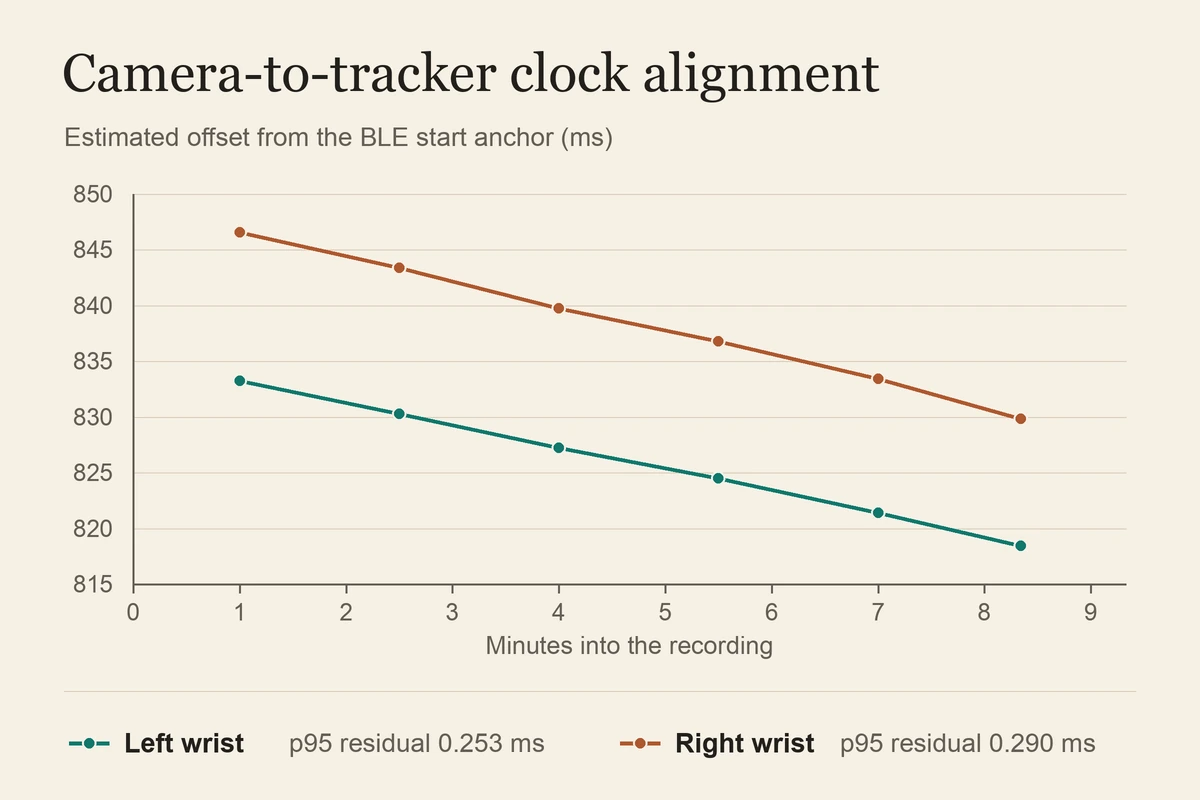 Camera-to-tracker clock alignment
Estimated offset from the BLE start anchor (ms)
850
845
840
835
830
825
820
815
0 1 2 3 4 5 6 7 8 9
Minutes into the recording
Left wrist p95 residual 0.253 ms Right wrist p95 residual 0.290 ms